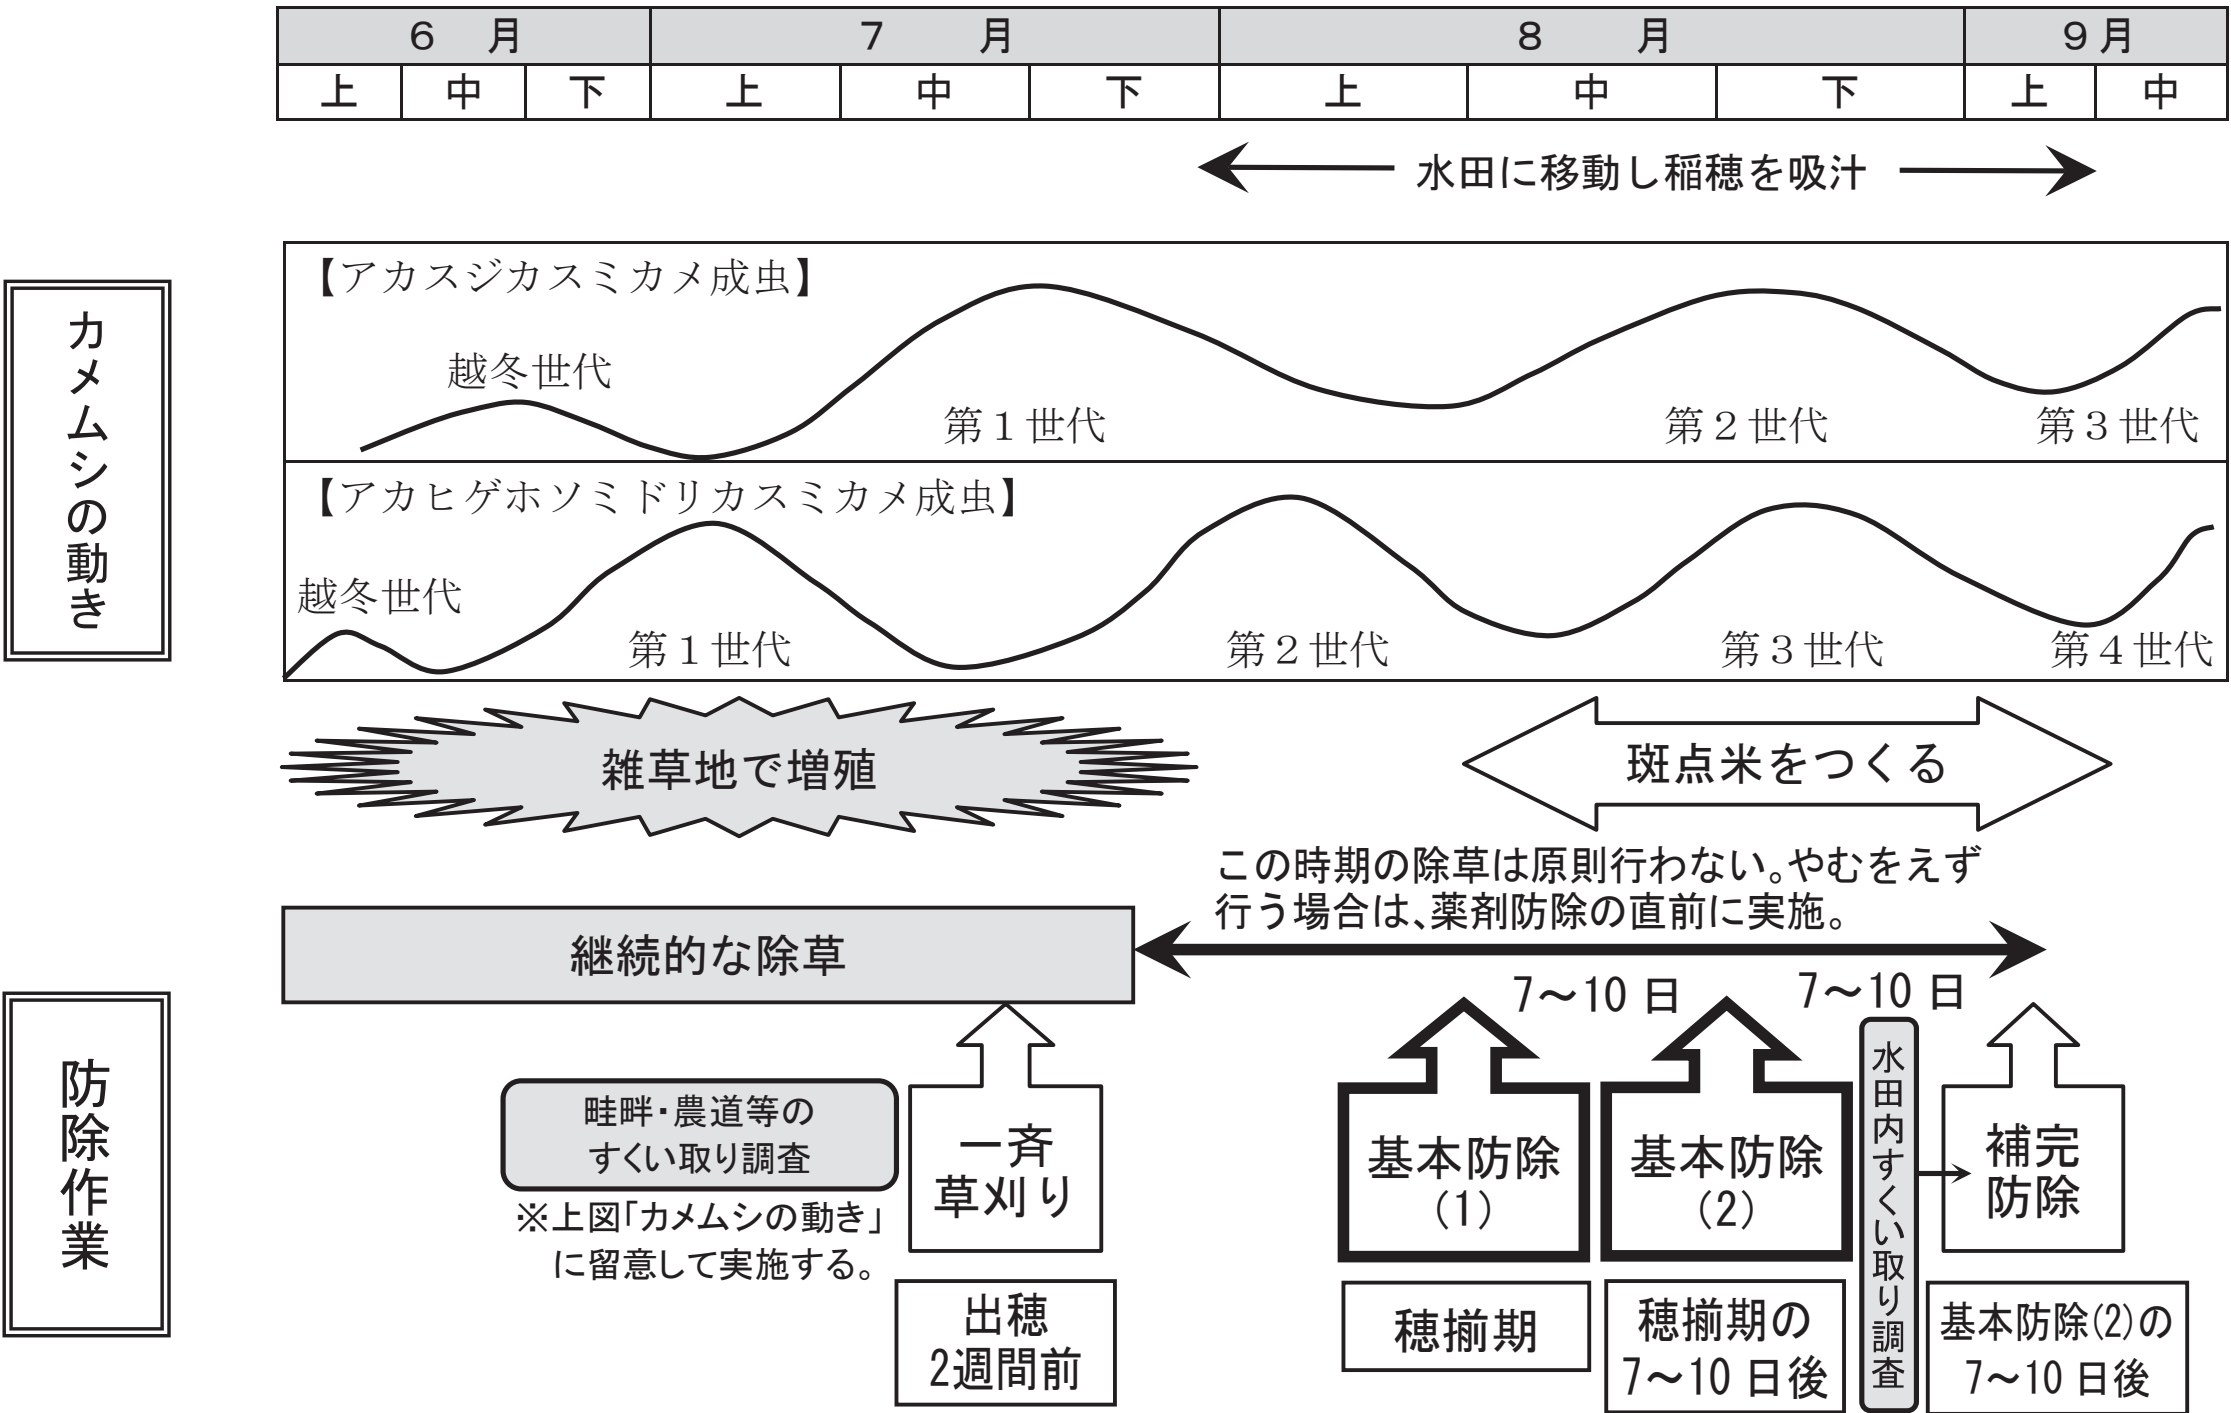 6 月 7 月 8 月 9月
上 中 下 上 中 下 上 中 下 上 中
水田に移動し稲穂を吸汁
カメムシの動き
【アカスジカスミカメ成虫】
越冬世代
第1世代 第2世代 第3世代
【アカヒゲホソミドリカスミカメ成虫】
越冬世代
第1世代 第2世代 第3世代 第4世代
雑草地で増殖
斑点米をつくる
この時期の除草は原則行わない。やむをえず
行う場合は、薬剤防除の直前に実施。
防除作業
継続的な除草
7〜10日 7〜10日
畦畔・農道等の
すくい取り調査
※上図「カメムシの動き」
に留意して実施する。
一斉
草刈り
出穂
2週間前
基本防除
(1)
穂揃期
基本防除
(2)
穂揃期の
7〜10日後
水田内すくい取り調査
補完
防除
基本防除(2)の
7〜10日後